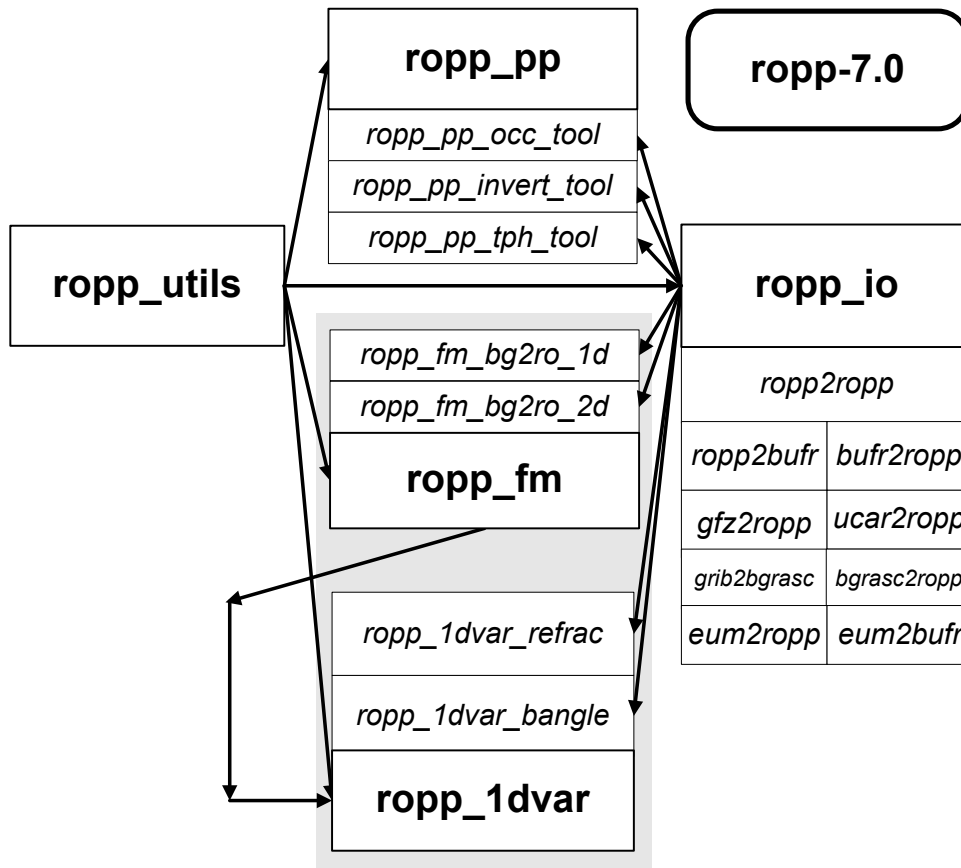 ropp_pp
ropp-7.0
ropp_pp_occ_tool
ropp_pp_invert_tool
ropp_pp_tph_tool
ropp_utils
ropp_io
ropp_fm_bg2ro_1d
ropp_fm_bg2ro_2d
ropp_fm
ropp2ropp
ropp2bufr bufr2ropp
gfz2ropp ucar2ropp
grib2bgrasc bgrasc2ropp
eum2ropp eum2bufr
ropp_1dvar_refrac
ropp_1dvar_bangle
ropp_1dvar